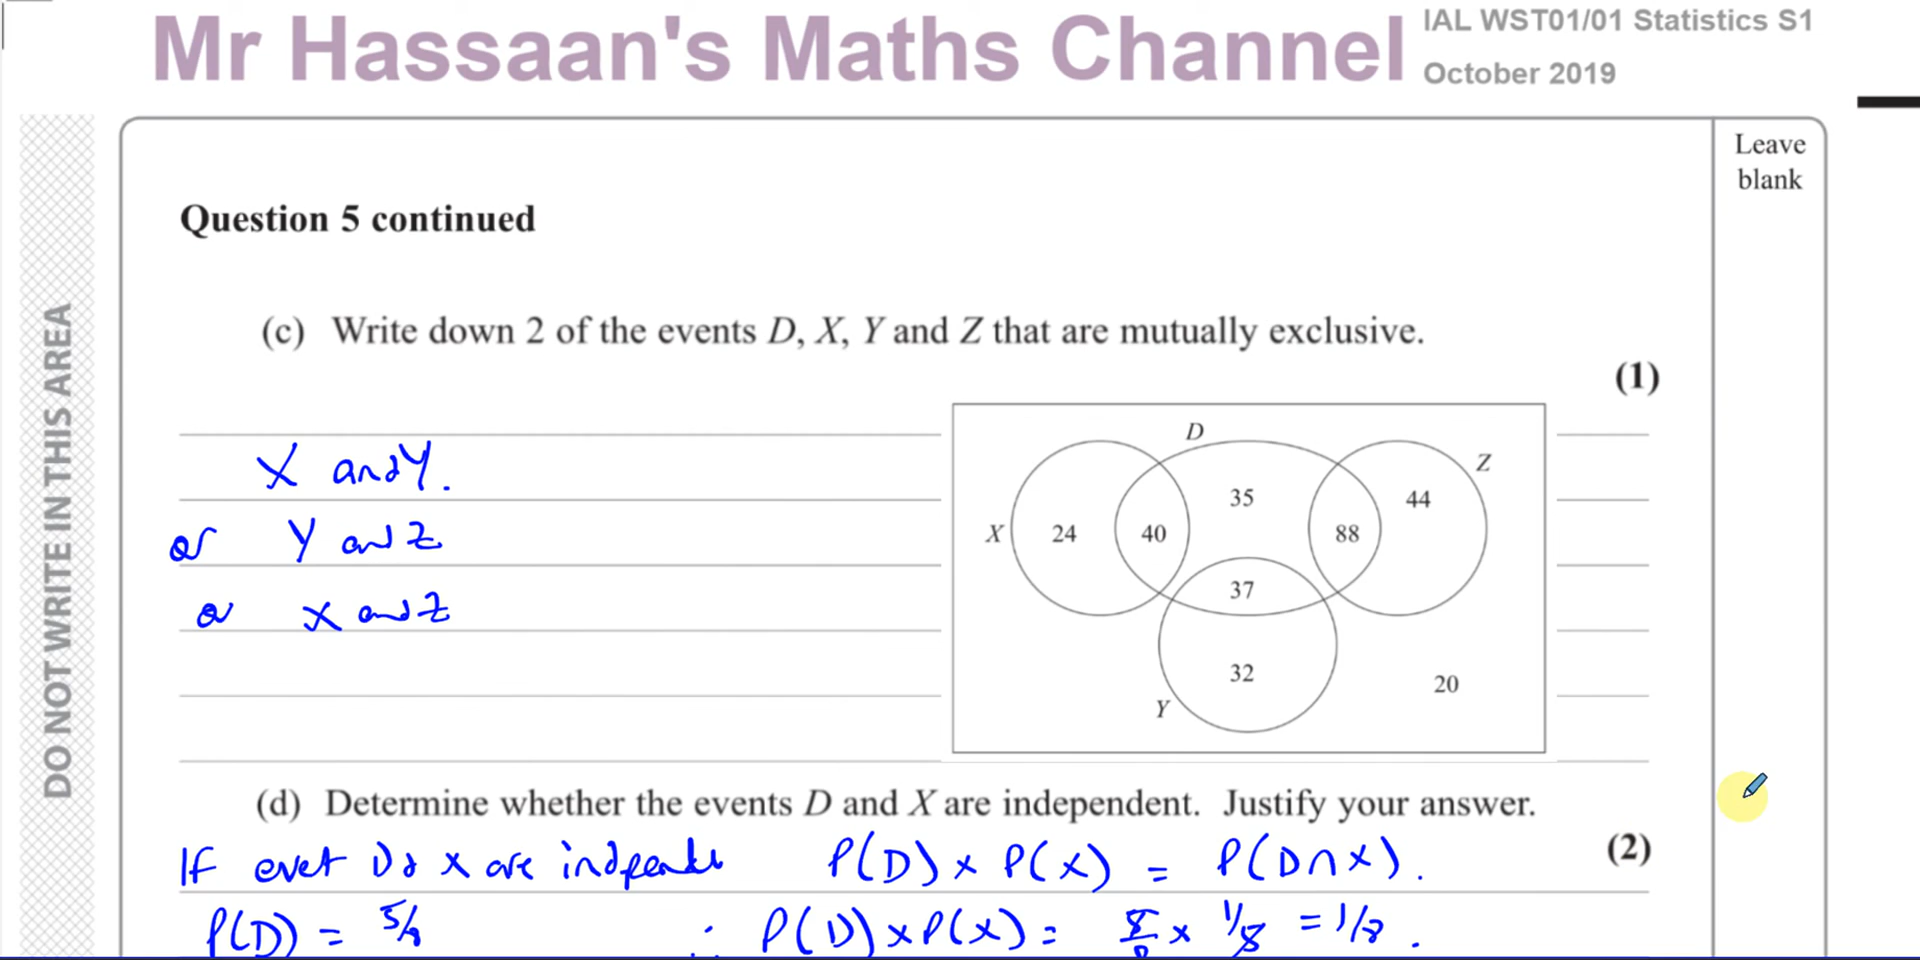 Mr Hassaan's Maths Channel
IAL WST01/01 Statistics S1
October 2019
Leave
blank
DO NOT WRITE IN THIS AREA
Question 5 continued
(c) Write down 2 of the events D, X, Y and Z that are mutually exclusive.
(1)
X and Y.
or Y and Z
or X and Z
D
Z
35
44
X
24
40
88
37
32
20
Y
(d) Determine whether the events D and X are independent. Justify your answer.
(2)
If D & X are P(D) × P(X) = P(D∩X).
P(D) = 5/8 ∴ P(D) × P(X) =